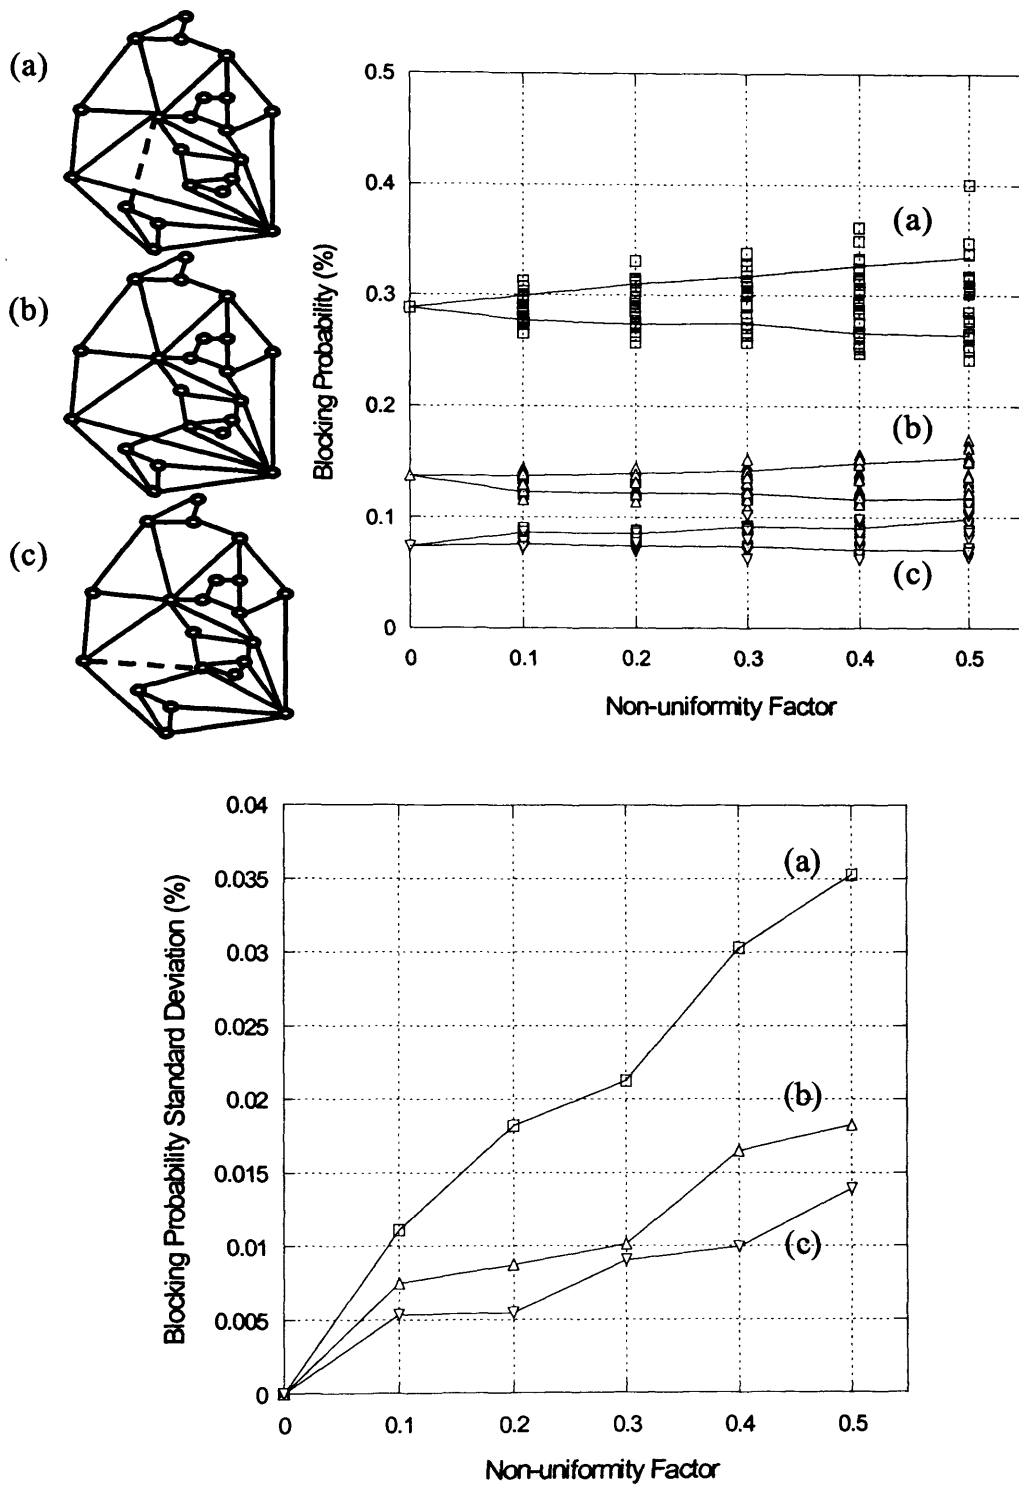 (a)
(b)
(c)
0.5
0.4
0.3
0.2
0.1
0
Blocking Probability (%)
(a)
(b)
(c)
0 0.1 0.2 0.3 0.4 0.5
Non-uniformity Factor
0.04
0.035
0.03
0.025
0.02
0.015
0.01
0.005
0
Blocking Probability Standard Deviation (%)
(a)
(b)
(c)
0 0.1 0.2 0.3 0.4 0.5
Non-uniformity Factor